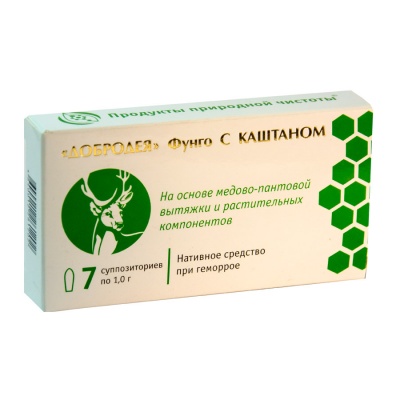 Продукты природной чистоты
«ДОБРОДЕЯ» Фунго С КАШТАНОМ
На основе медово-пантовой
вытяжки и растительных
компонентов
7 суппозиториев
по 1,0 г
Нативное средство
при геморрое